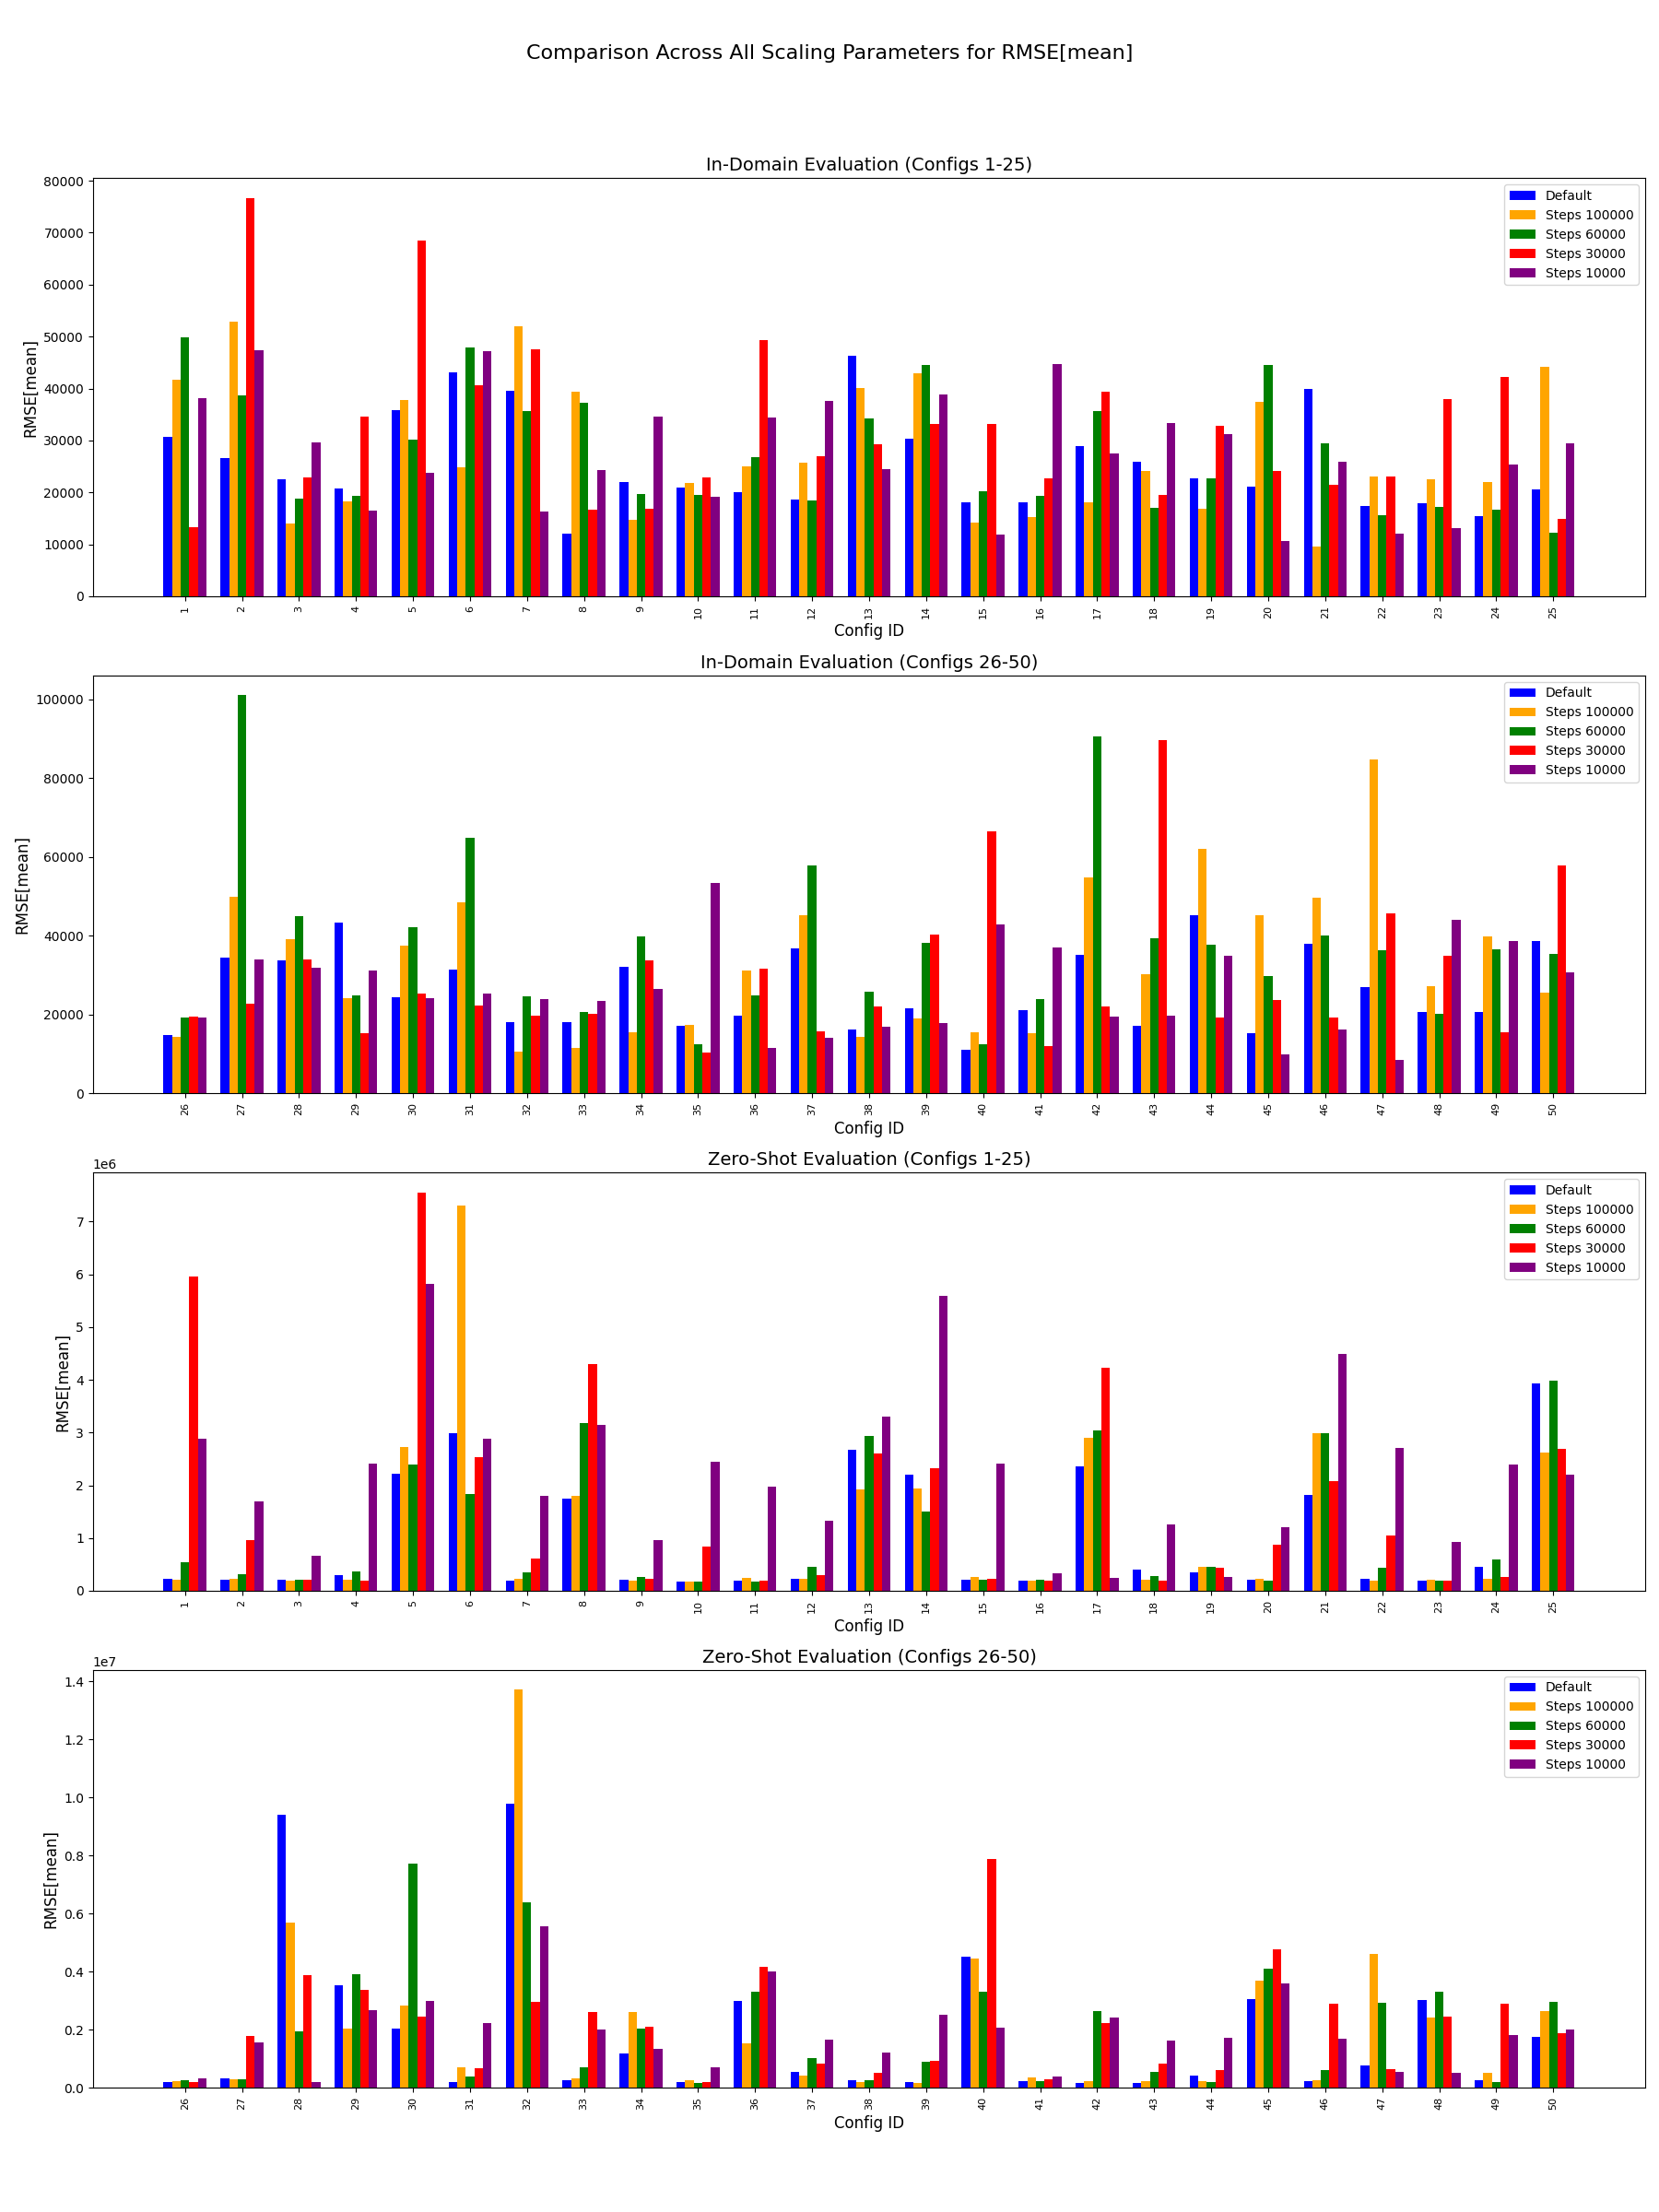 Comparison Across All Scaling Parameters for RMSE[mean]
In-Domain Evaluation (Configs 1-25)
80000
70000
60000
50000
40000
30000
20000
10000
0
RMSE[mean]
Default
Steps 100000
Steps 60000
Steps 30000
Steps 10000
1 2 3 4 5 6 7 8 9 10 11 12 13 14 15 16 17 18 19 20 21 22 23 24 25
Config ID
In-Domain Evaluation (Configs 26-50)
100000
80000
60000
40000
20000
0
RMSE[mean]
Default
Steps 100000
Steps 60000
Steps 30000
Steps 10000
26 27 28 29 30 31 32 33 34 35 36 37 38 39 40 41 42 43 44 45 46 47 48 49 50
Config ID
Zero-Shot Evaluation (Configs 1-25)
1e6
7
6
5
4
3
2
1
0
RMSE[mean]
Default
Steps 100000
Steps 60000
Steps 30000
Steps 10000
1 2 3 4 5 6 7 8 9 10 11 12 13 14 15 16 17 18 19 20 21 22 23 24 25
Config ID
Zero-Shot Evaluation (Configs 26-50)
1e7
1.4
1.2
1.0
0.8
0.6
0.4
0.2
0.0
RMSE[mean]
Default
Steps 100000
Steps 60000
Steps 30000
Steps 10000
26 27 28 29 30 31 32 33 34 35 36 37 38 39 40 41 42 43 44 45 46 47 48 49 50
Config ID